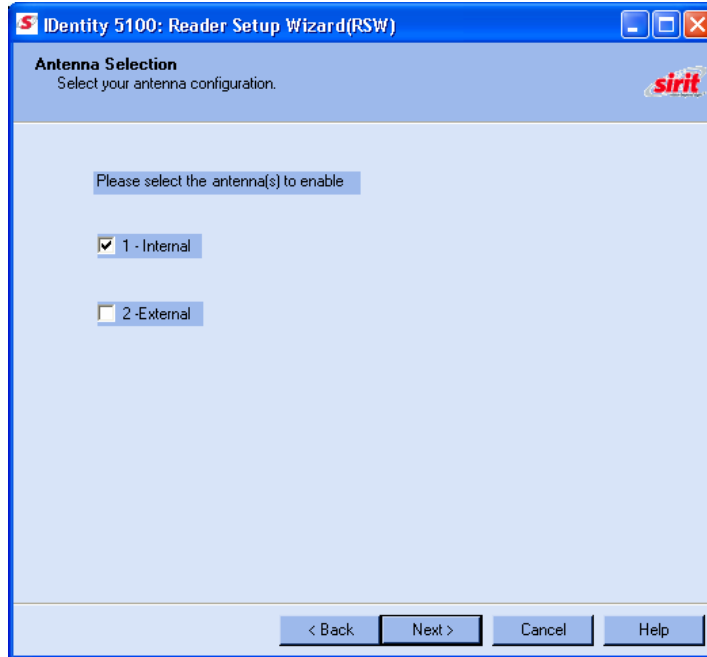 IDentity 5100: Reader Setup Wizard(RSW)
Antenna Selection
Select your antenna configuration.
sirit
Please select the antenna(s) to enable
1 - Internal
2 -External
< Back
Next >
Cancel
Help